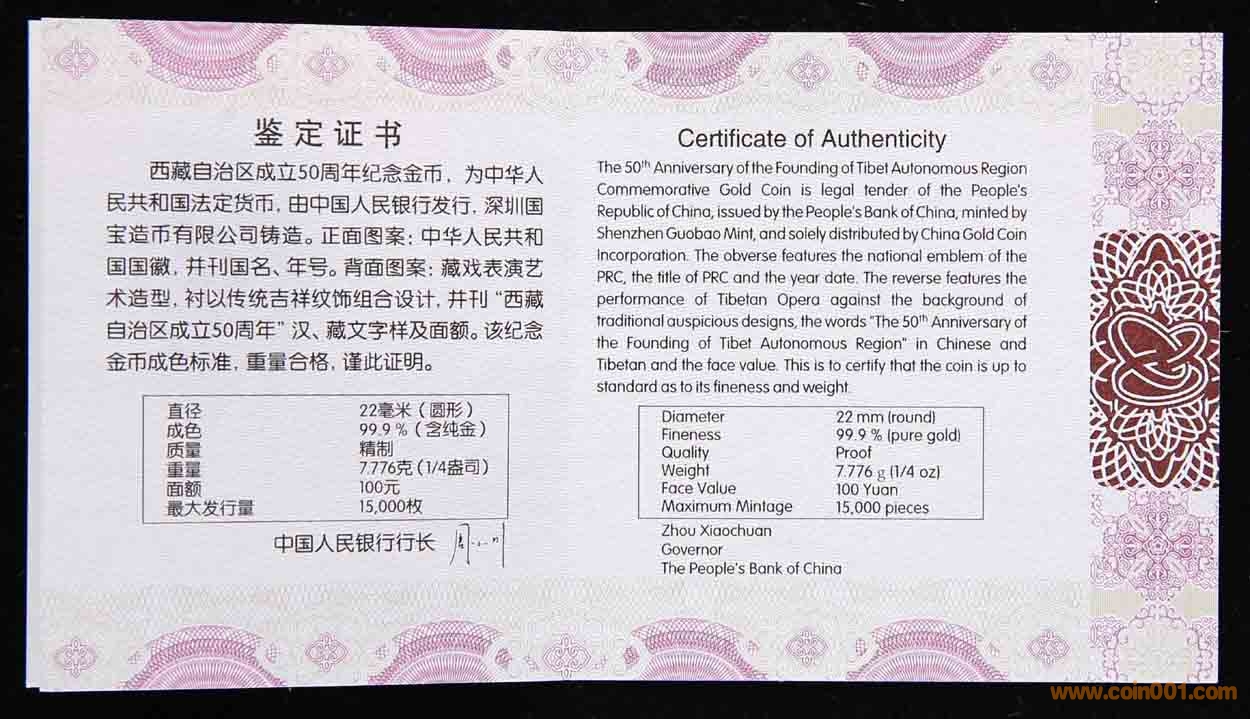 鉴定证书
西藏自治区成立50周年纪念金币，为中华人
民共和国法定货币，由中国人民银行发行，深圳国
宝造币有限公司铸造。正面图案：中华人民共和
国国徽，并刊国名、年号。背面图案：藏戏表演艺
术造型，衬以传统吉祥纹饰组合设计，并刊“西藏
自治区成立50周年”汉、藏文字样及面额。该纪念
金币成色标准，重量合格，谨此证明。
直径 22毫米（圆形）
成色 99.9％（含纯金）
质量 精制
重量 7.776克（1/4盎司）
面额 100元
最大发行量 15,000枚
中国人民银行行长 周小川
Certificate of Authenticity
The 50th Anniversary of the Founding of Tibet Autonomous Region
Commemorative Gold Coin is legal tender of the People's
Republic of China, issued by the People's Bank of China, minted by
Shenzhen Guobao Mint, and solely distributed by China Gold Coin
Incorporation. The obverse features the national emblem of the
PRC, the title of PRC and the year date. The reverse features the
performance of Tibetan Opera against the background of
traditional auspicious designs, the words "The 50th Anniversary of
the Founding of Tibet Autonomous Region" in Chinese and
Tibetan and the face value. This is to certify that the coin is up to
standard as to its fineness and weight.
Diameter 22 mm (round)
Fineness 99.9 % (pure gold)
Quality Proof
Weight 7.776 g (1/4 oz)
Face Value 100 Yuan
Maximum Mintage 15,000 pieces
Zhou Xiaochuan
Governor
The People's Bank of China
www.coin001.com